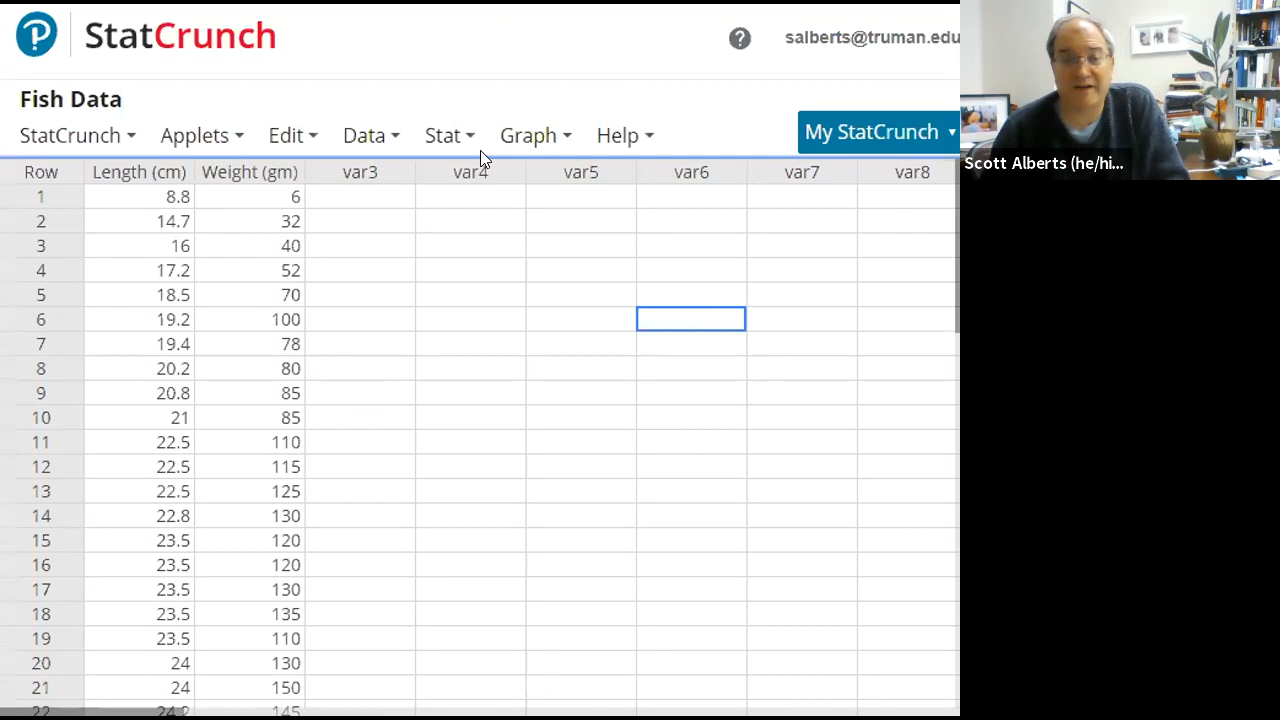 StatCrunch
? salberts@truman.edu
Fish Data
StatCrunch Applets Edit Data Stat Graph Help My StatCrunch
Row Length (cm) Weight (gm) var3 var4 var5 var6 var7 var8
1 8.8 6
2 14.7 32
3 16 40
4 17.2 52
5 18.5 70
6 19.2 100
7 19.4 78
8 20.2 80
9 20.8 85
10 21 85
11 22.5 110
12 22.5 115
13 22.5 125
14 22.8 130
15 23.5 120
16 23.5 120
17 23.5 130
18 23.5 135
19 23.5 110
20 24 130
21 24 150
22 24.2 145
Scott Alberts (he/hi...